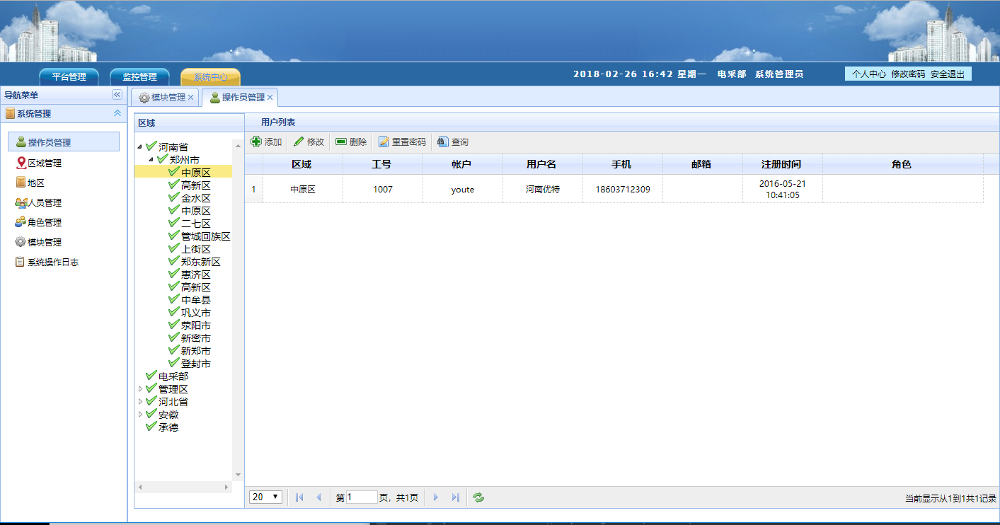 平台管理 监控管理 系统中心 2018-02-26 16:42 星期一 电采部 系统管理员 个人中心 修改密码 安全退出
导航菜单
系统管理
操作员管理
区域管理
地区
人员管理
角色管理
模块管理
系统操作日志
模块管理 操作员管理
区域
河南省
郑州市
中原区
高新区
金水区
中原区
二七区
管城回族区
上街区
郑东新区
惠济区
高新区
中牟县
巩义市
荥阳市
新密市
新郑市
登封市
电采部
管理区
河北省
安徽
承德
用户列表
添加 修改 删除 重置密码 查询
区域 工号 帐户 用户名 手机 邮箱 注册时间 角色
1 中原区 1007 youte 河南优特 18603712309 2016-05-21
10:41:05
20 第 1 页，共1页 当前显示从1到1共1记录